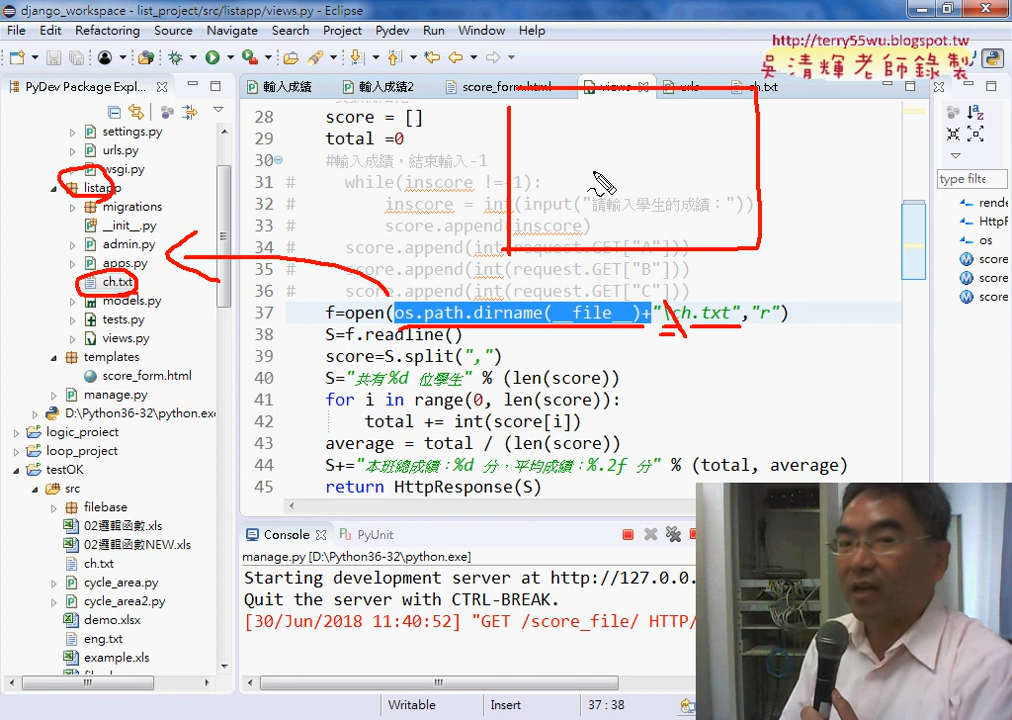 django_workspace - list_project/src/listapp/views.py - Eclipse
File Edit Refactoring Source Navigate Search Project Pydev Run Window Help
http://terry55wu.blogspot.tw
吳清輝老師錄製
PyDev Package Expl...
輸入成績
輸入成績2
score_form.html
views
urls
ch.txt
settings.py
urls.py
wsgi.py
listapp
migrations
__init__.py
admin.py
apps.py
ch.txt
models.py
tests.py
views.py
templates
score_form.html
manage.py
D:\Python36-32\python.exe
logic_project
loop_project
testOK
src
filebase
02邏輯函數.xls
02邏輯函數NEW.xls
ch.txt
cycle_area.py
cycle_area2.py
demo.xlsx
eng.txt
example.xls
28 score = []
29 total =0
30 #輸入成績，結束輸入-1
31 # while(inscore !=-1):
32 # inscore = int(input("請輸入學生的成績："))
33 # score.append(inscore)
34 # score.append(int(request.GET["A"]))
35 # score.append(int(request.GET["B"]))
36 # score.append(int(request.GET["C"]))
37 f=open(os.path.dirname(__file__)+"\ch.txt","r")
38 S=f.readline()
39 score=S.split(",")
40 S="共有%d 位學生" % (len(score))
41 for i in range(0, len(score)):
42 total += int(score[i])
43 average = total / (len(score))
44 S+="本班總成績：%d 分，平均成績：%.2f 分" % (total, average)
45 return HttpResponse(S)
type filte
rende
HttpF
os
score
score
score
Console
PyUnit
manage.py [D:\Python36-32\python.exe]
Starting development server at http://127.0.0.
Quit the server with CTRL-BREAK.
[30/Jun/2018 11:40:52] "GET /score_file/ HTTP/
Writable Insert 37 : 38